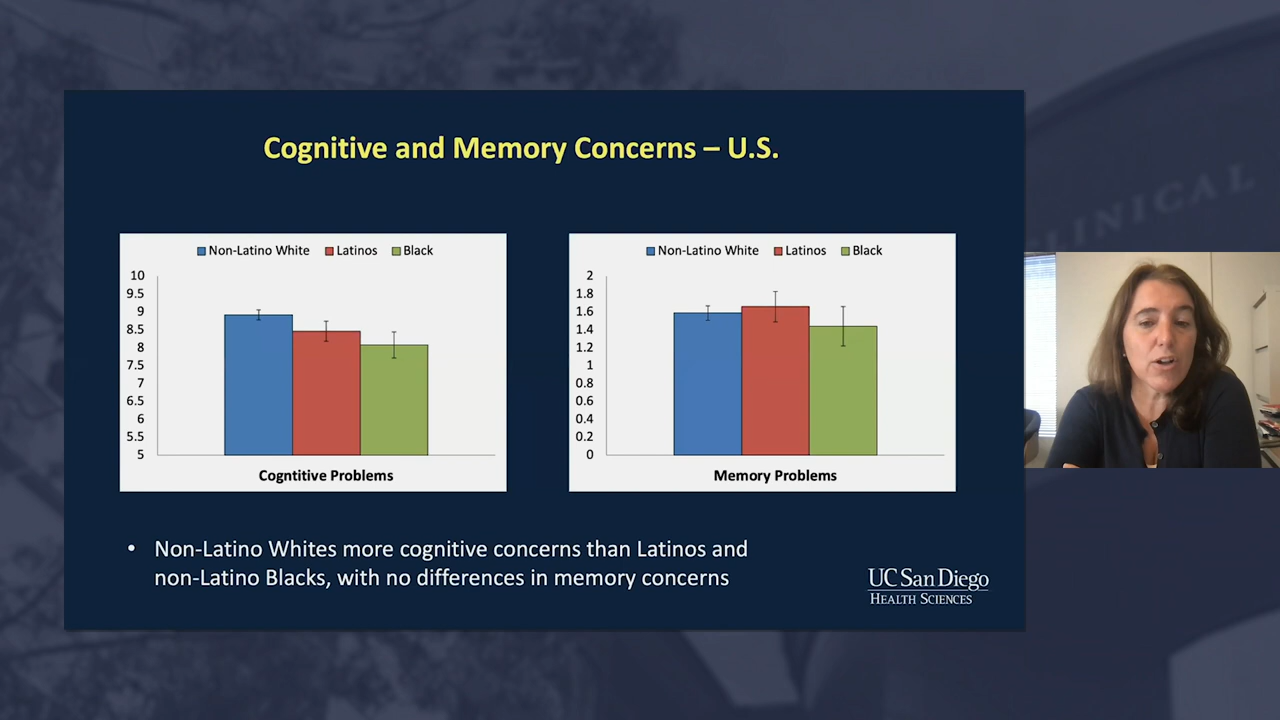 Cognitive and Memory Concerns – U.S.
Non-Latino White Latinos Black
10
9.5
9
8.5
8
7.5
7
6.5
6
5.5
5
Cogntitive Problems
Non-Latino White Latinos Black
2
1.8
1.6
1.4
1.2
1
0.8
0.6
0.4
0.2
0
Memory Problems
• Non-Latino Whites more cognitive concerns than Latinos and
non-Latino Blacks, with no differences in memory concerns
UC San Diego
HEALTH SCIENCES
CLINICAL